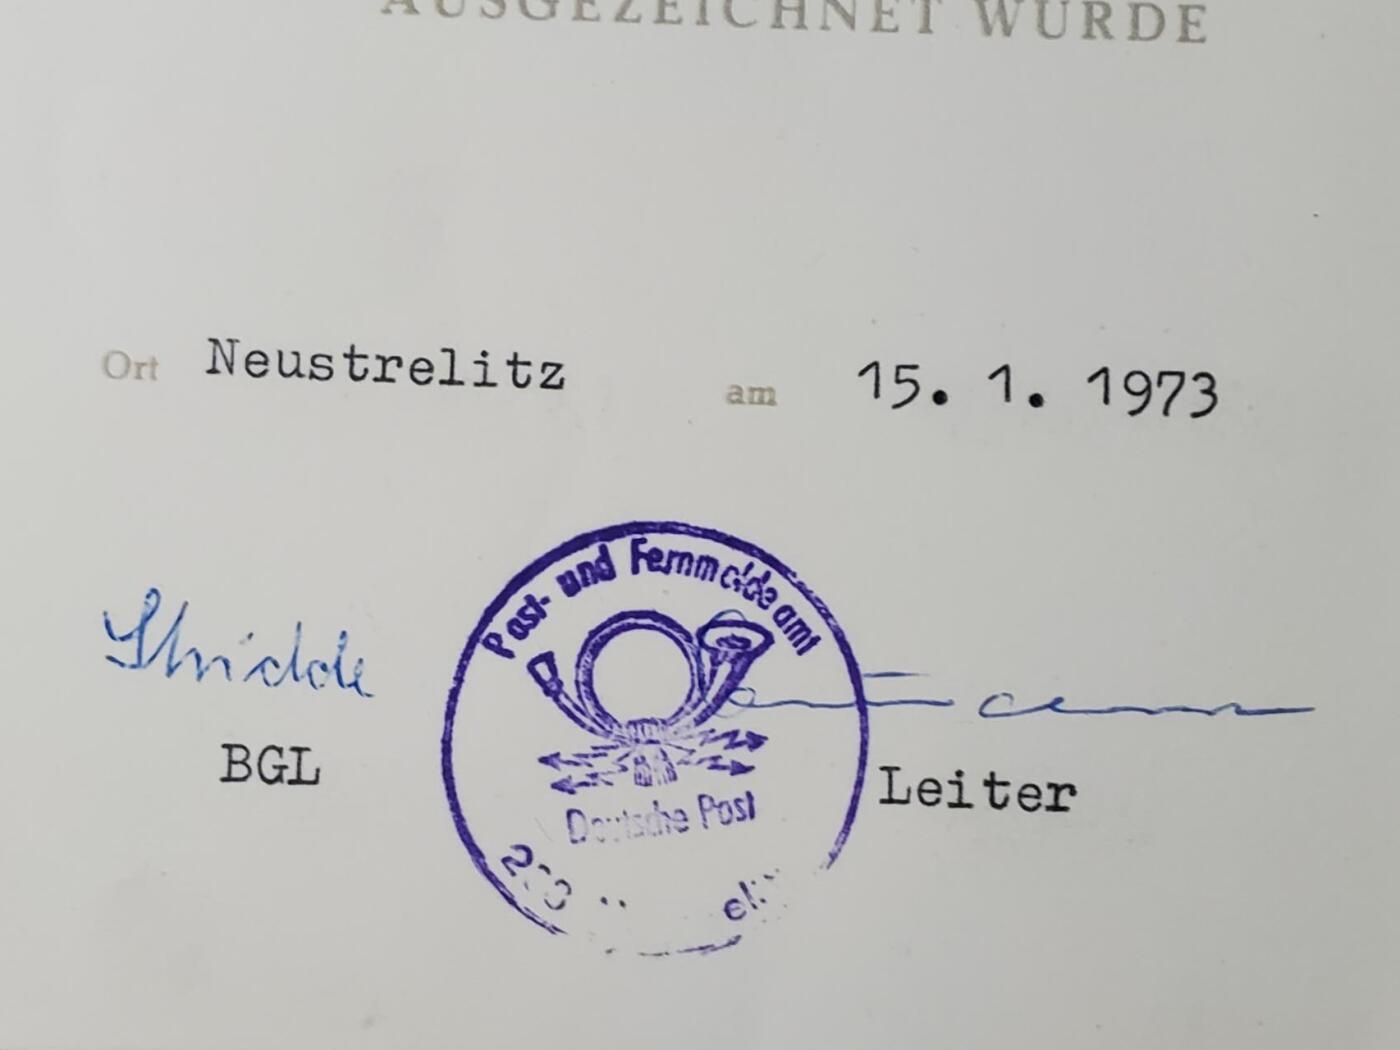 AUSGEZEICHNET WURDE
Ort Neustrelitz am 15. 1. 1973
Post- und Fernmeldeamt
Deutsche Post
BGL
Leiter